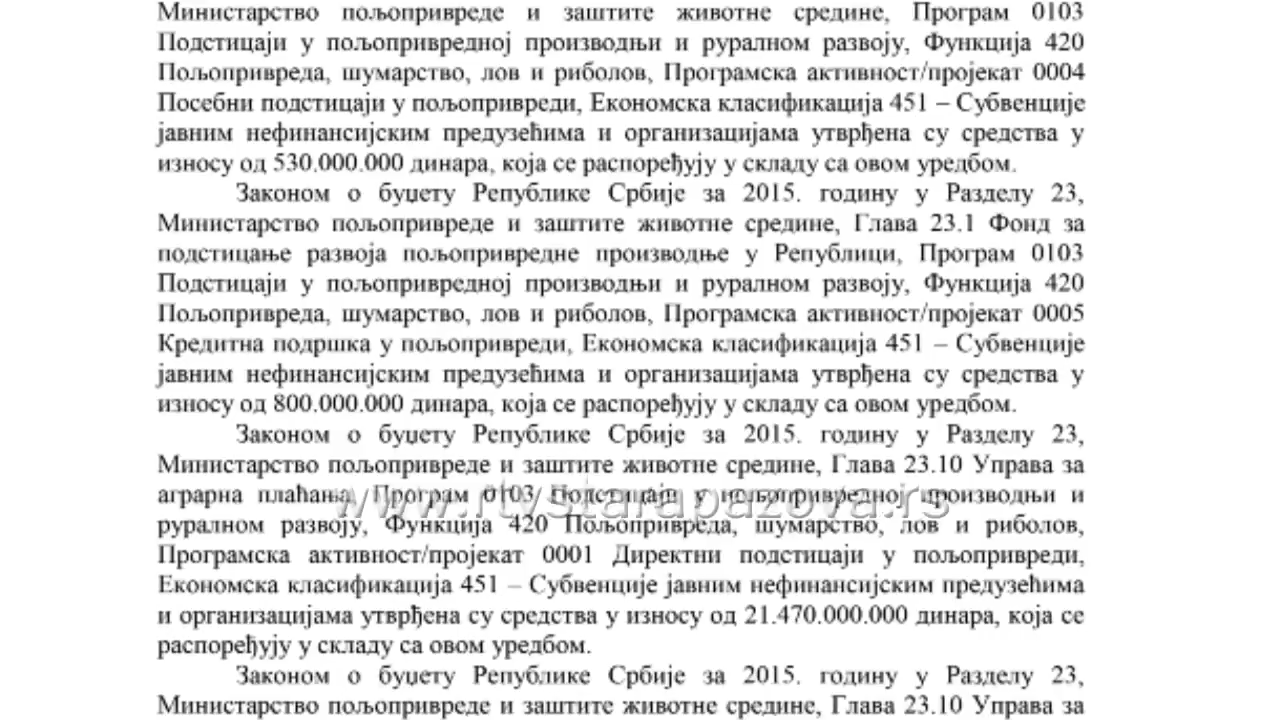 Министарство пољопривреде и заштите животне средине, Програм 0103
Подстицаји у пољопривредној производњи и руралном развоју, Функција 420
Пољопривреда, шумарство, лов и риболов, Програмска активност/пројекат 0004
Посебни подстицаји у пољопривреди, Економска класификација 451 – Субвенције
јавним нефинансијским предузећима и организацијама утврђена су средства у
износу од 530.000.000 динара, која се распоређују у складу са овом уредбом.
Законом о буџету Републике Србије за 2015. годину у Разделу 23,
Министарство пољопривреде и заштите животне средине, Глава 23.1 Фонд за
подстицање развоја пољопривредне производње у Републици, Програм 0103
Подстицаји у пољопривредној производњи и руралном развоју, Функција 420
Пољопривреда, шумарство, лов и риболов, Програмска активност/пројекат 0005
Кредитна подршка у пољопривреди, Економска класификација 451 – Субвенције
јавним нефинансијским предузећима и организацијама утврђена су средства у
износу од 800.000.000 динара, која се распоређују у складу са овом уредбом.
Законом о буџету Републике Србије за 2015. годину у Разделу 23,
Министарство пољопривреде и заштите животне средине, Глава 23.10 Управа за
аграрна плаћања, Програм 0103 Подстицаји у пољопривредној производњи и
www.rtvstarapazova.rs
руралном развоју, Функција 420 Пољопривреда, шумарство, лов и риболов,
Програмска активност/пројекат 0001 Директни подстицаји у пољопривреди,
Економска класификација 451 – Субвенције јавним нефинансијским предузећима
и организацијама утврђена су средства у износу од 21.470.000.000 динара, која се
распоређују у складу са овом уредбом.
Законом о буџету Републике Србије за 2015. годину у Разделу 23,
Министарство пољопривреде и заштите животне средине, Глава 23.10 Управа за